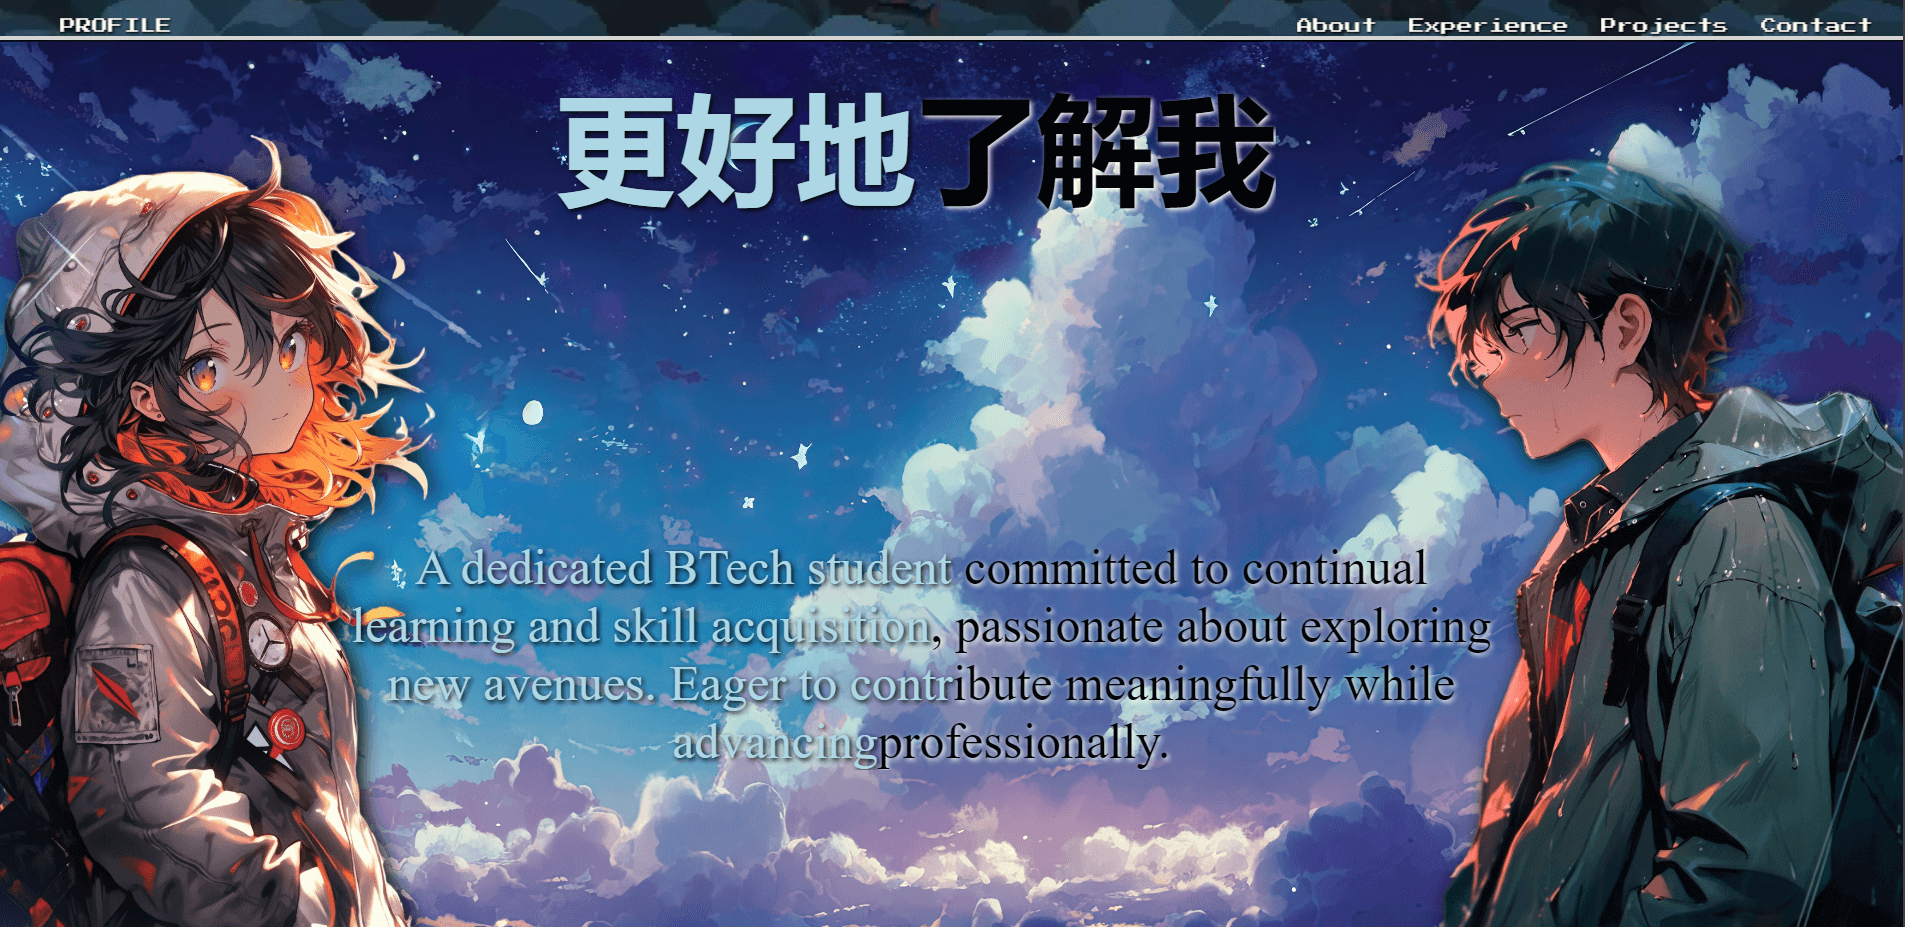 PROFILE About Experience Projects Contact
更好地了解我
A dedicated BTech student committed to continual
learning and skill acquisition, passionate about exploring
new avenues. Eager to contribute meaningfully while
advancingprofessionally.